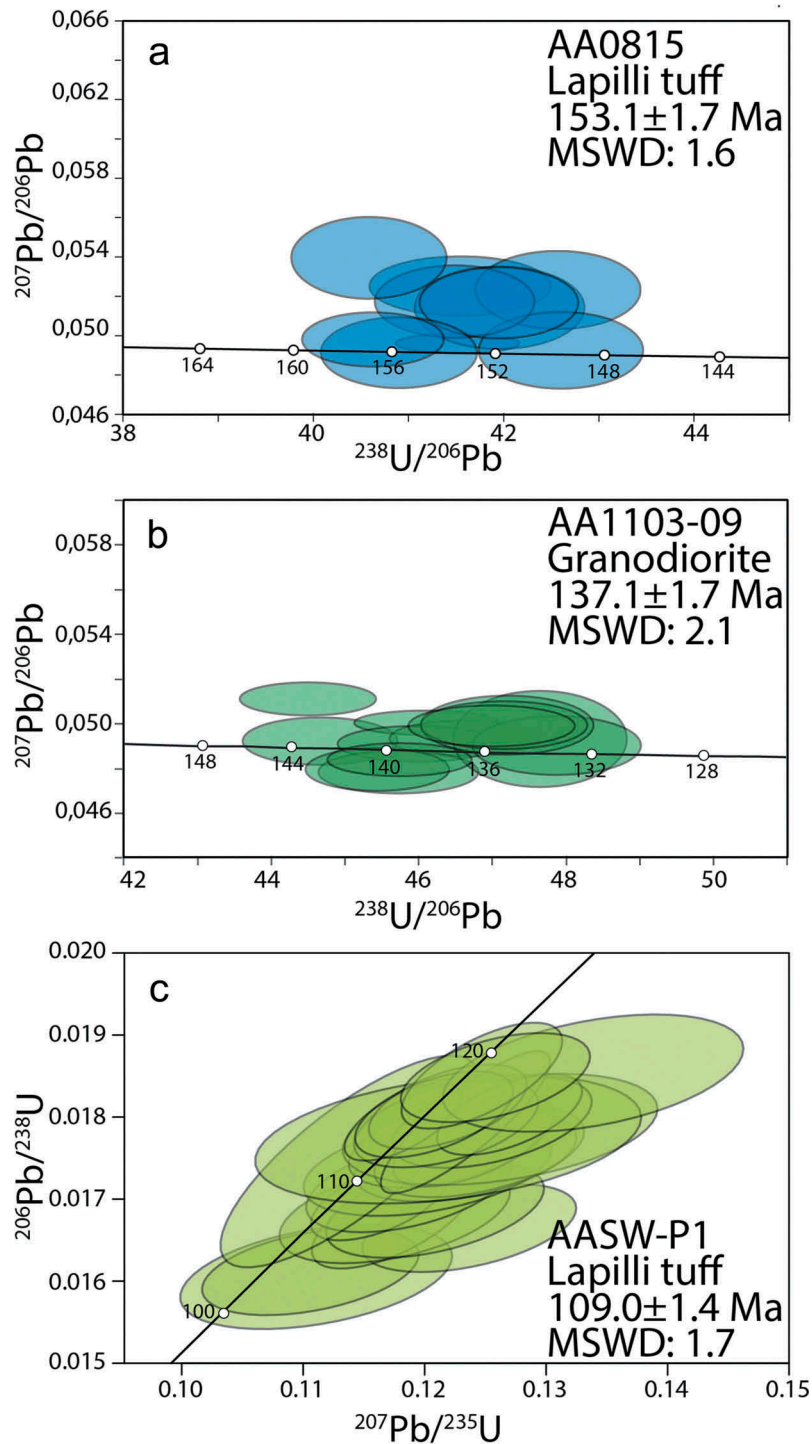 a
AA0815
Lapilli tuff
153.1±1.7 Ma
MSWD: 1.6
0,066
0,062
0,058
0,054
0,050
0,046
²⁰⁷Pb/²⁰⁶Pb
164 160 156 152 148 144
38 40 42 44
²³⁸U/²⁰⁶Pb
b
AA1103-09
Granodiorite
137.1±1.7 Ma
MSWD: 2.1
0,058
0,054
0,050
0,046
²⁰⁷Pb/²⁰⁶Pb
148 144 140 136 132 128
42 44 46 48 50
²³⁸U/²⁰⁶Pb
c
0.020
0.019
0.018
0.017
0.016
0.015
²⁰⁶Pb/²³⁸U
120
110
100
AASW-P1
Lapilli tuff
109.0±1.4 Ma
MSWD: 1.7
0.10 0.11 0.12 0.13 0.14 0.15
²⁰⁷Pb/²³⁵U